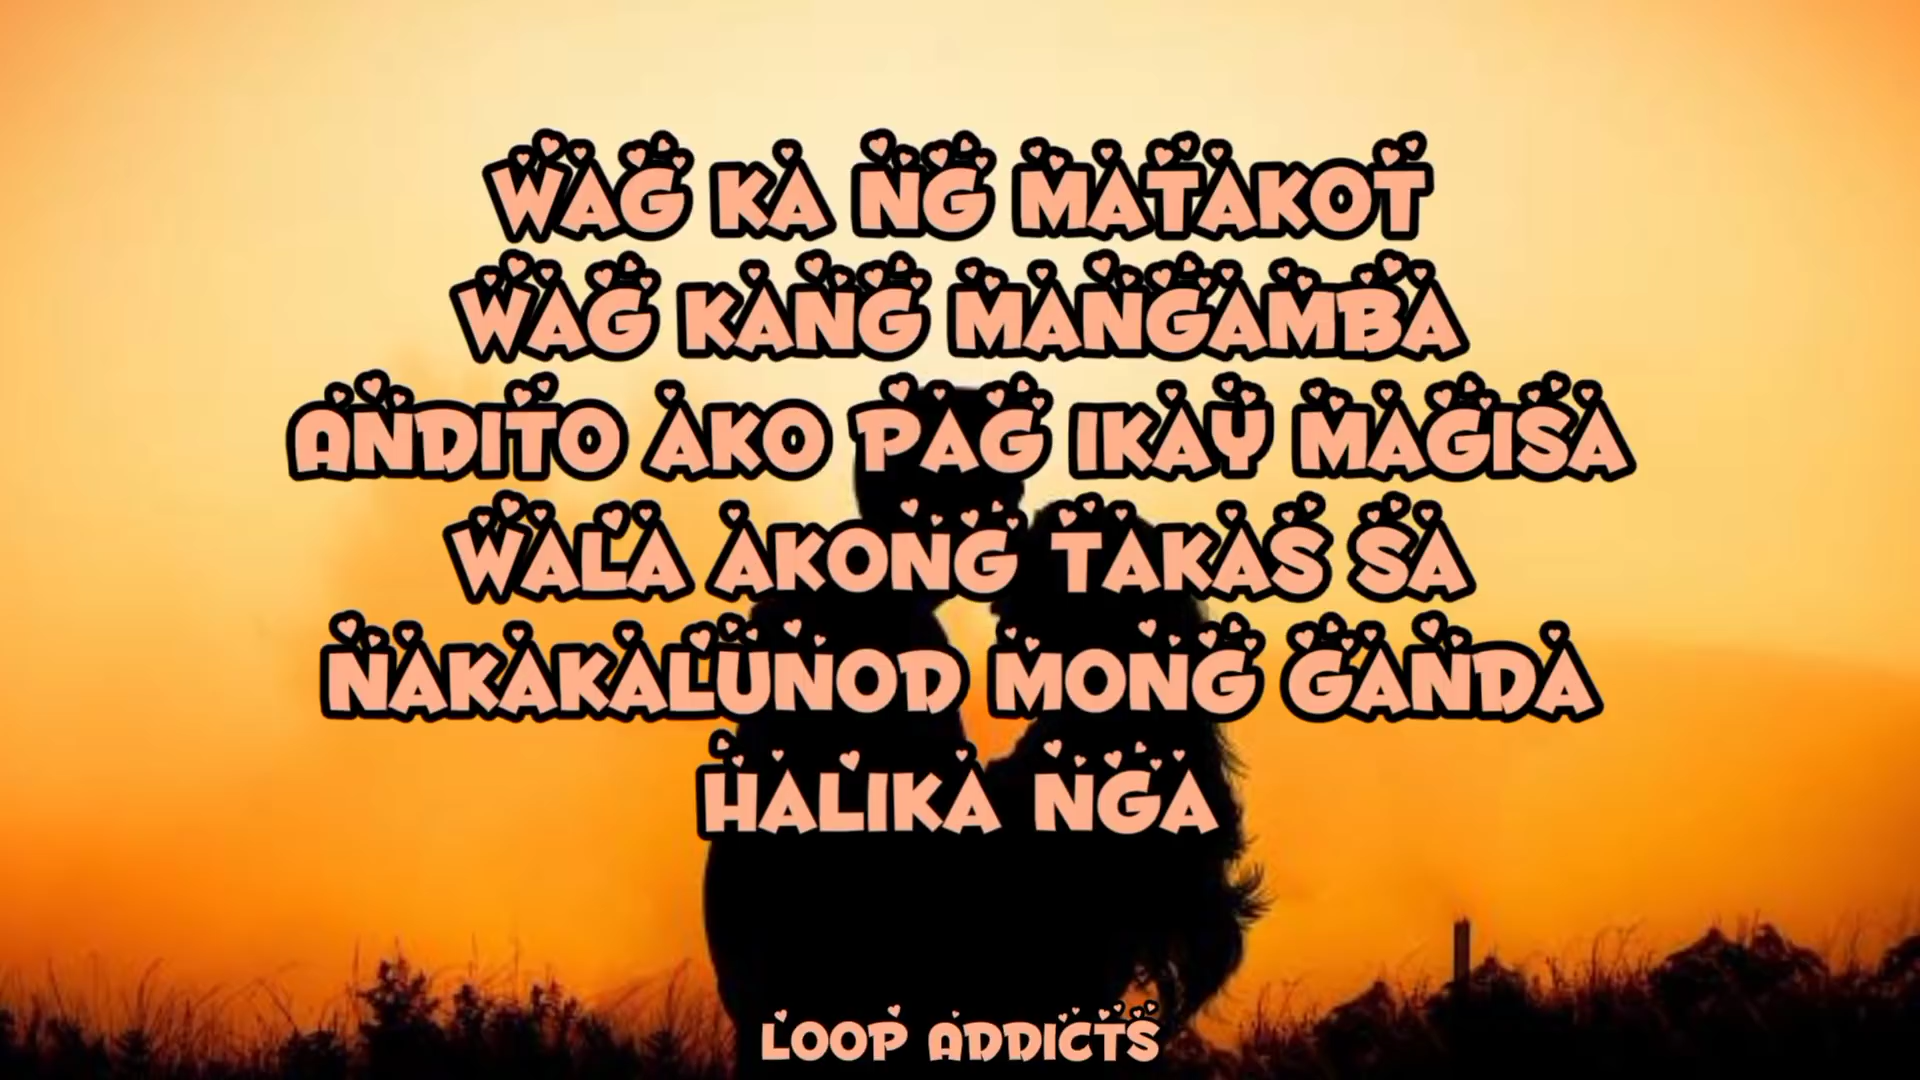 WAG KA NG MATAKOT
WAG KANG MANGAMBA
ANDITO AKO PAG IKAY MAGISA
WALA AKONG TAKAS SA
NAKAKALUNOD MONG GANDA
HALIKA NGA
LOOP ADDICTS